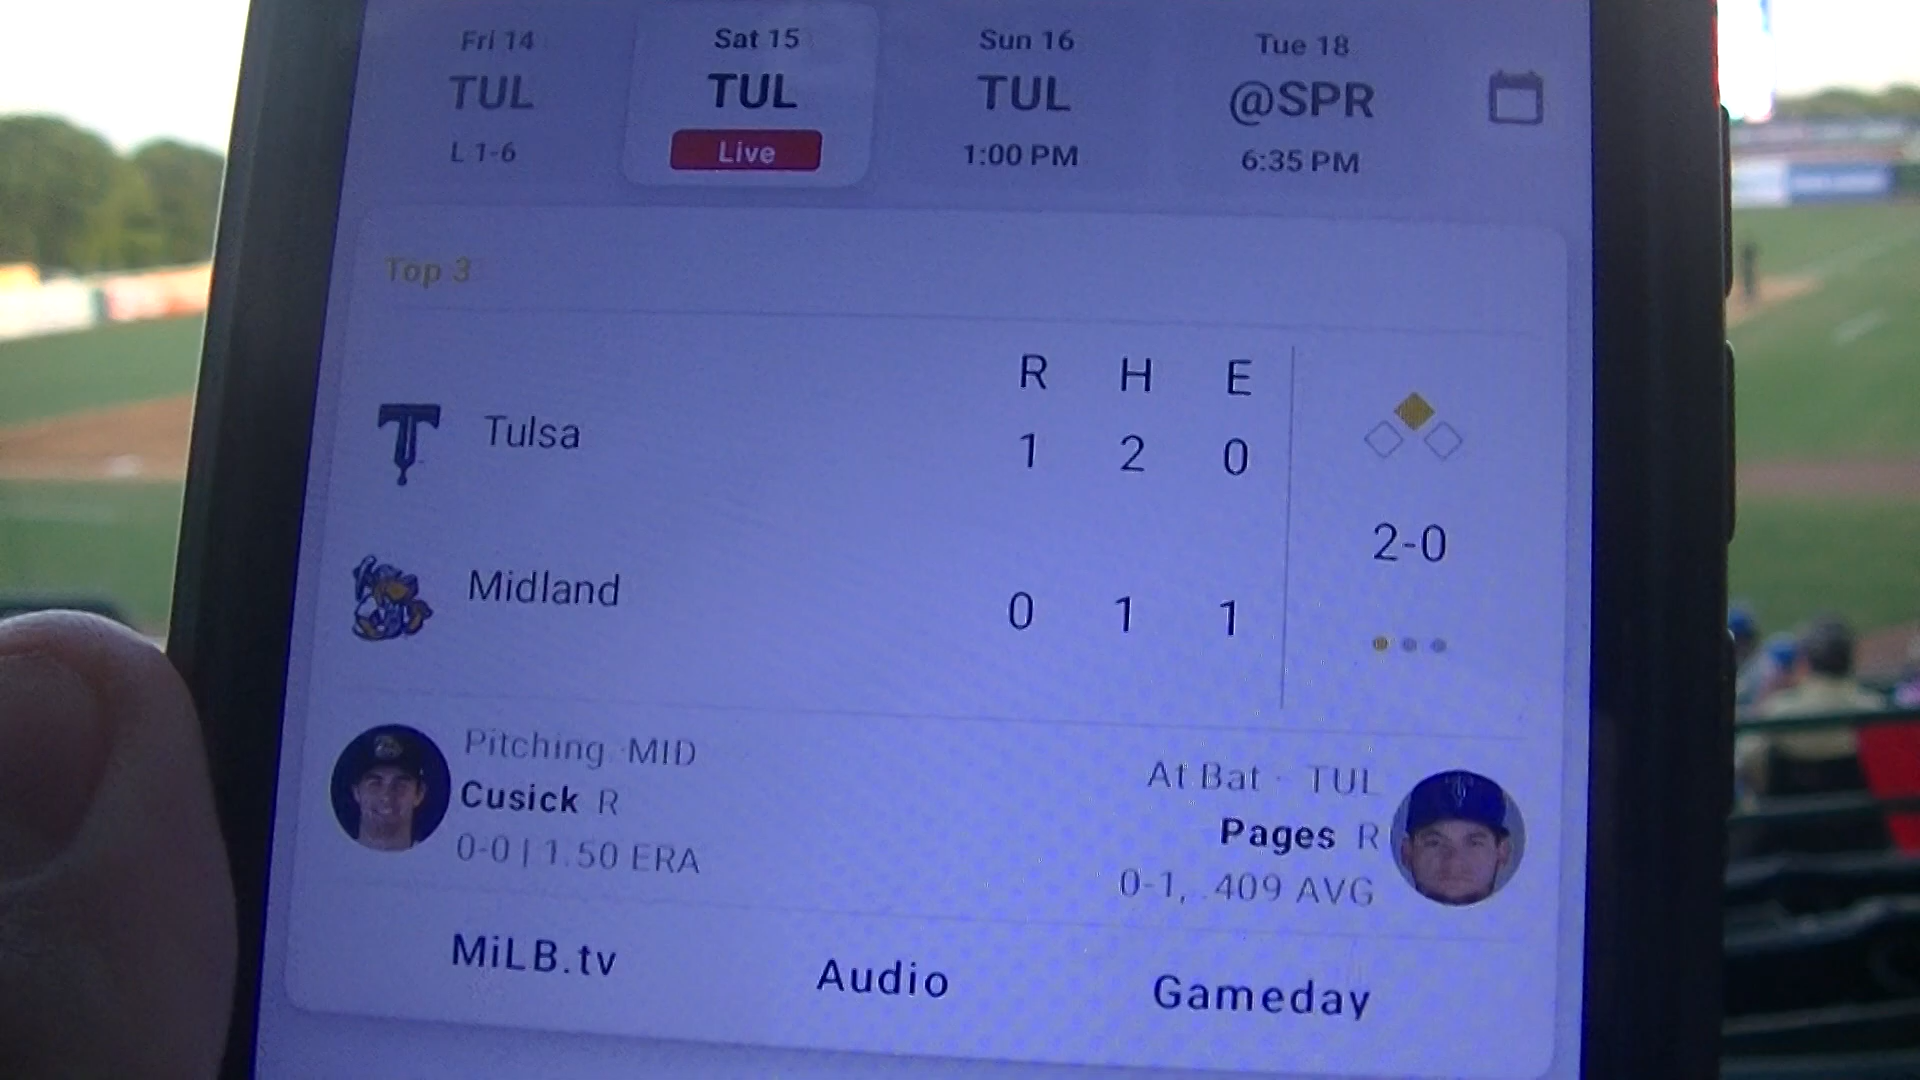 Fri 14 Sat 15 Sun 16 Tue 18
TUL TUL TUL @SPR
L 1-6 Live 1:00 PM 6:35 PM
Top 3
R H E
Tulsa 1 2 0
2-0
Midland 0 1 1
Pitching · MID
Cusick R
0-0 | 1.50 ERA
At Bat · TUL
Pages R
0-1, .409 AVG
MiLB.tv Audio Gameday